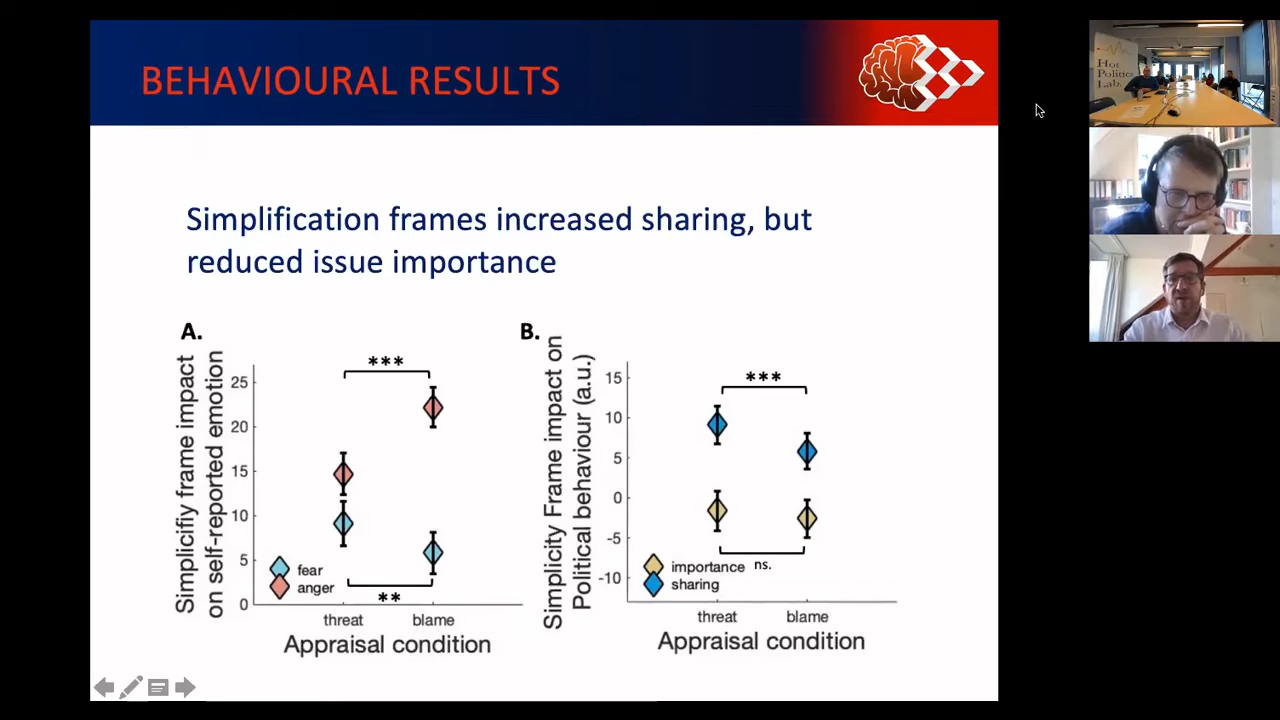 BEHAVIOURAL RESULTS
Simplification frames increased sharing, but
reduced issue importance
A.
Simplicifiy frame impact
on self-reported emotion
25
20
15
10
5
0
***
**
fear
anger
threat
blame
Appraisal condition
B.
Simplicity Frame impact on
Political behaviour (a.u.)
15
10
5
0
-5
-10
***
ns.
importance
sharing
threat
blame
Appraisal condition
Hot
Politics
Lab.